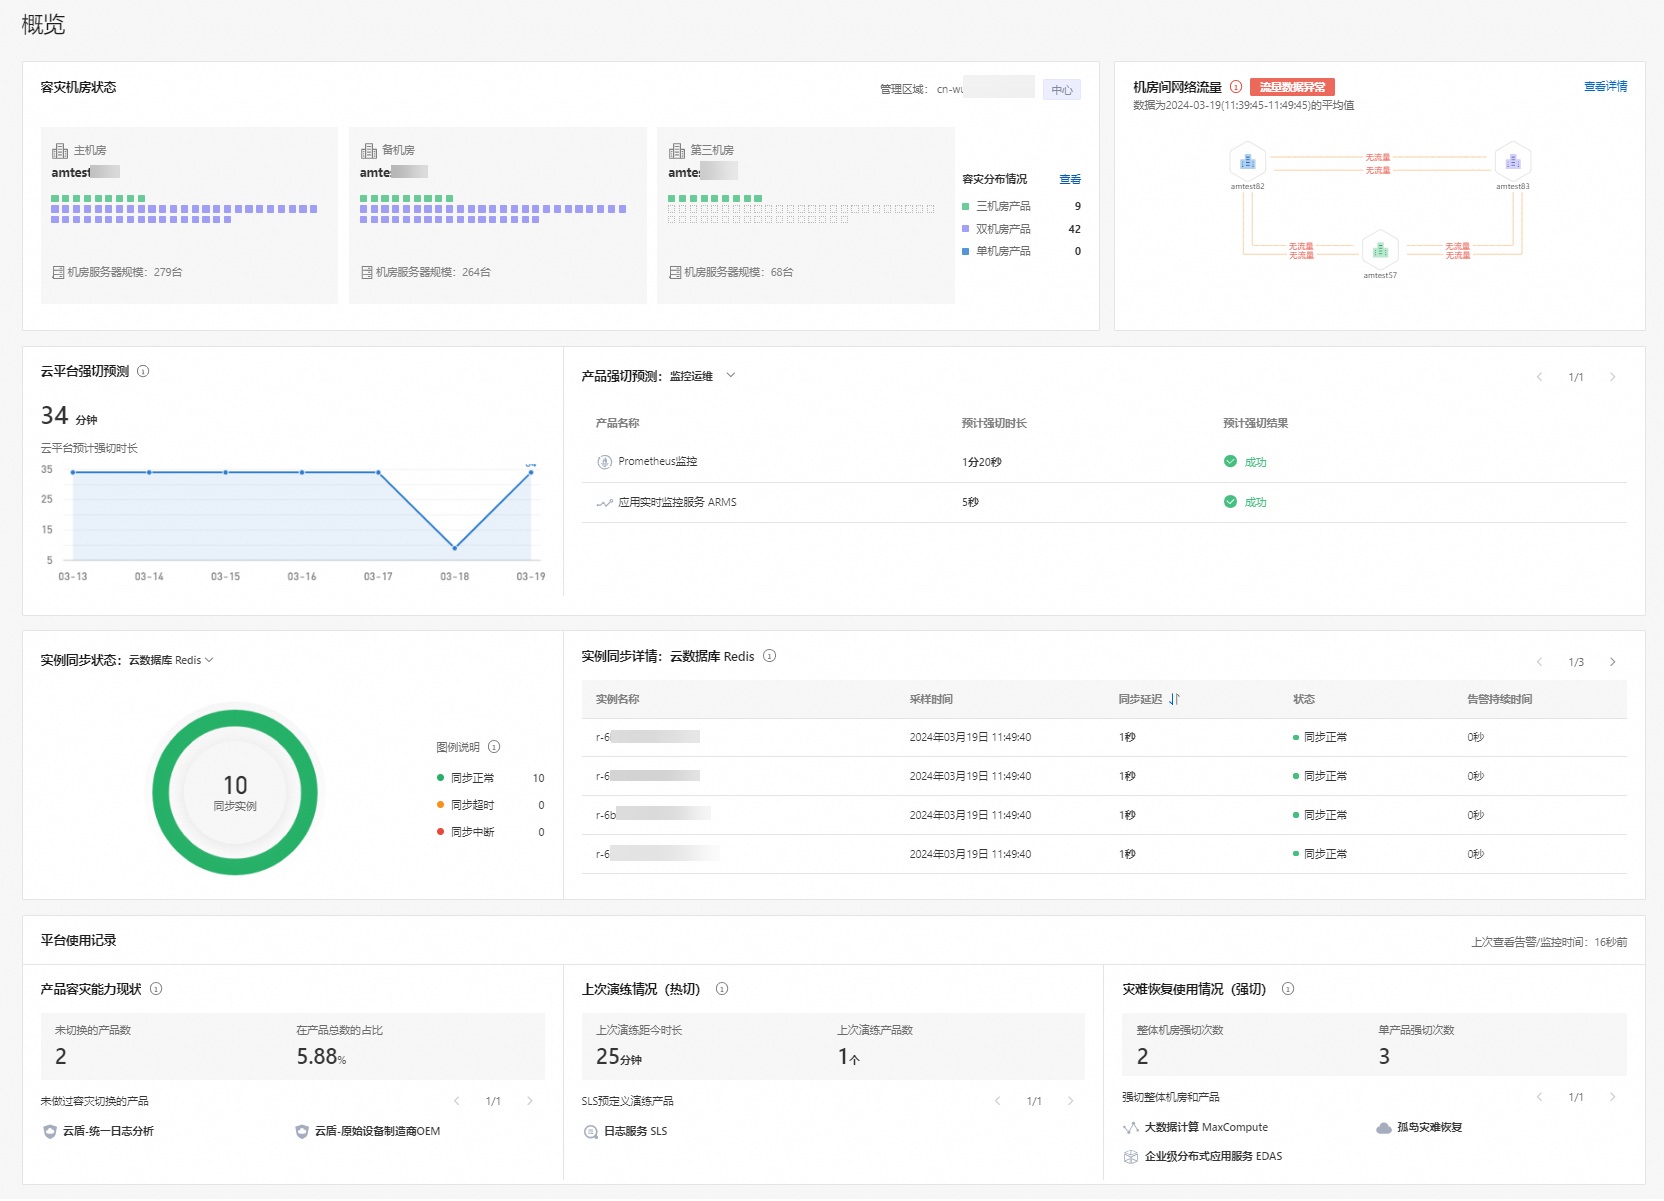 概览
容灾机房状态
管理区域： cn-wu
中心
主机房
amtest
备机房
amte
第三机房
amtes
机房服务器规模：279台
机房服务器规模：264台
机房服务器规模：68台
容灾分布情况 查看
三机房产品 9
双机房产品 42
单机房产品 0
机房间网络流量 流量数据异常 查看详情
数据为2024-03-19(11:39:45-11:49:45)的平均值
无流量
无流量
amtest82
amtest83
无流量
无流量
无流量
无流量
amtest57
云平台强切预测
34 分钟
云平台预计强切时长
35
25
15
5
03-13 03-14 03-15 03-16 03-17 03-18 03-19
产品强切预测： 监控运维
1/1
产品名称 预计强切时长 预计强切结果
Prometheus监控 1分20秒 成功
应用实时监控服务 ARMS 5秒 成功
实例同步状态： 云数据库 Redis
10
同步实例
图例说明
同步正常 10
同步超时 0
同步中断 0
实例同步详情：云数据库 Redis
1/3
实例名称 采样时间 同步延迟 状态 告警持续时间
r-6 2024年03月19日 11:49:40 1秒 同步正常 0秒
r-6 2024年03月19日 11:49:40 1秒 同步正常 0秒
r-6b 2024年03月19日 11:49:40 1秒 同步正常 0秒
r-6 2024年03月19日 11:49:40 1秒 同步正常 0秒
平台使用记录
上次查看告警/监控时间：16秒前
产品容灾能力现状
未切换的产品数 在产品总数的占比
2 5.88%
未做过容灾切换的产品 1/1
云盾-统一日志分析 云盾-原始设备制造商OEM
上次演练情况（热切）
上次演练距今时长 上次演练产品数
25分钟 1个
SLS预定义演练产品 1/1
日志服务 SLS
灾难恢复使用情况（强切）
整体机房强切次数 单产品强切次数
2 3
强切整体机房和产品 1/1
大数据计算 MaxCompute 孤岛灾难恢复
企业级分布式应用服务 EDAS